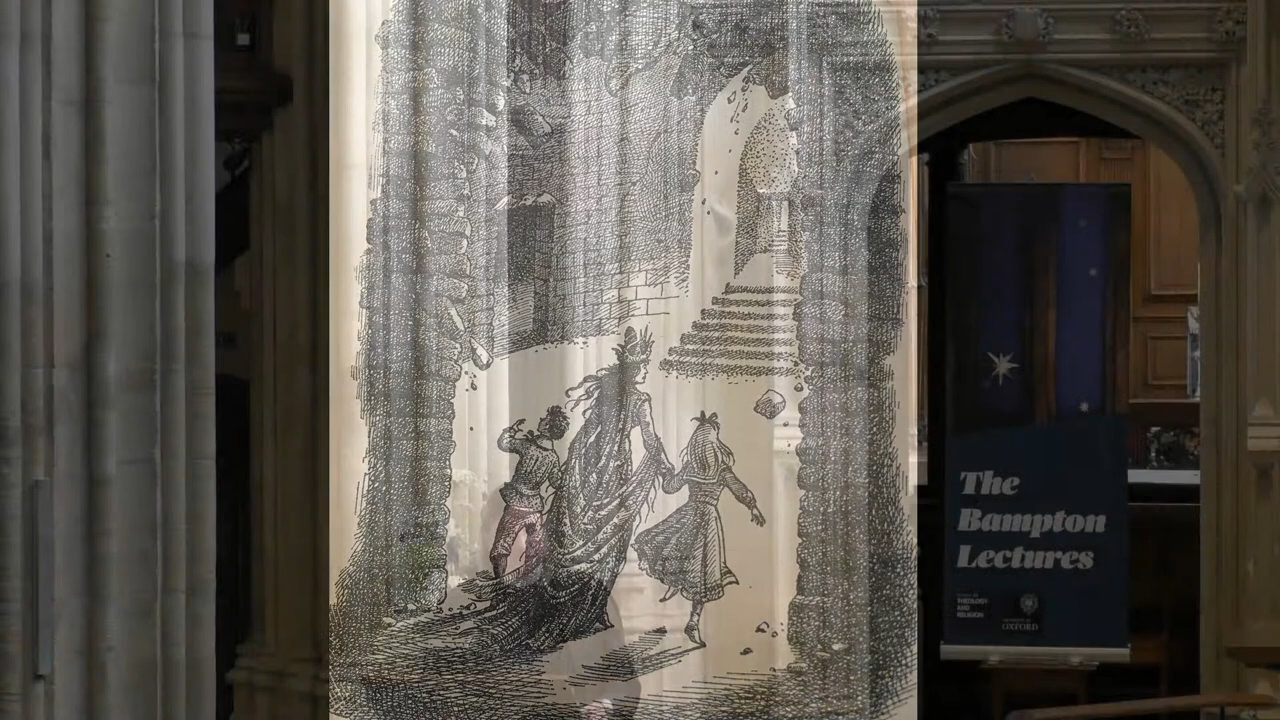 The
Bampton
Lectures
THEOLOGY
AND
RELIGION
OXFORD